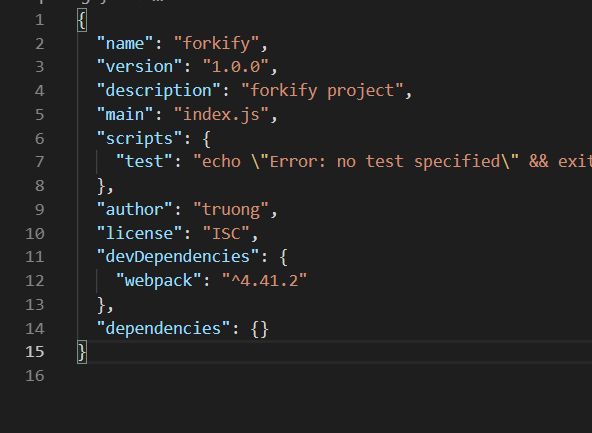 1 {
2 "name": "forkify",
3 "version": "1.0.0",
4 "description": "forkify project",
5 "main": "index.js",
6 "scripts": {
7 "test": "echo \"Error: no test specified\" && exit
8 },
9 "author": "truong",
10 "license": "ISC",
11 "devDependencies": {
12 "webpack": "^4.41.2"
13 },
14 "dependencies": {}
15 }
16